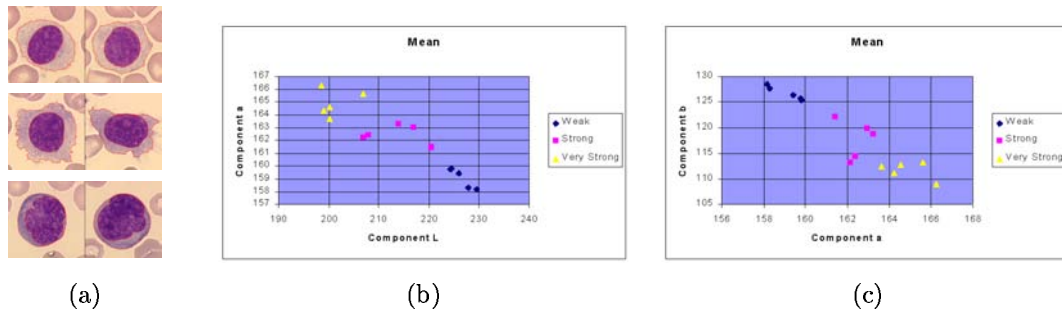 Mean
Component a
167
166
165
164
163
162
161
160
159
158
157
190 200 210 220 230 240
Component L
Weak
Strong
Very Strong
Mean
Component b
130
125
120
115
110
105
156 158 160 162 164 166 168
Component a
Weak
Strong
Very Strong
(a) (b) (c)